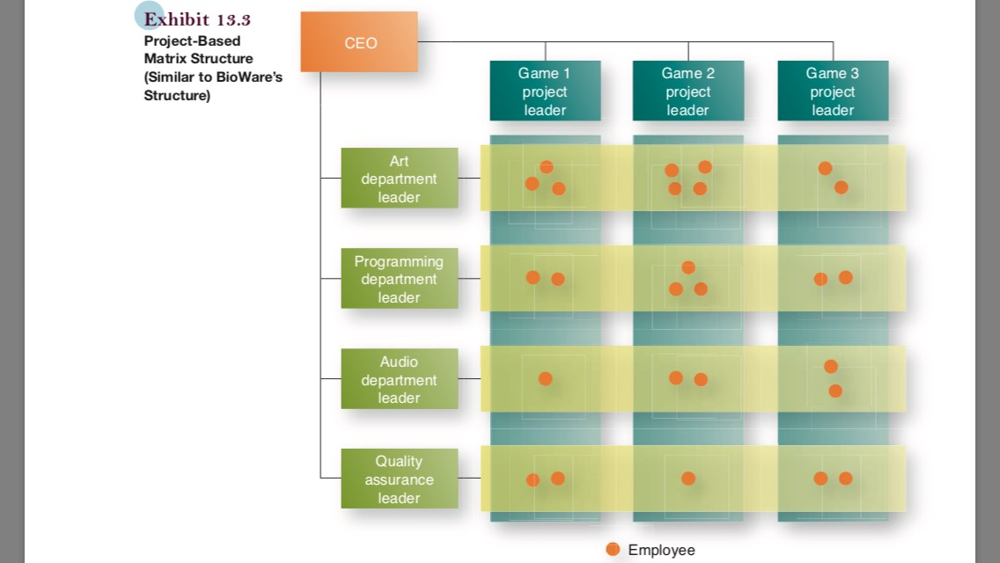 Exhibit 13.3
Project-Based
Matrix Structure
(Similar to BioWare's
Structure)
CEO
Game 1
project
leader
Game 2
project
leader
Game 3
project
leader
Art
department
leader
Programming
department
leader
Audio
department
leader
Quality
assurance
leader
Employee